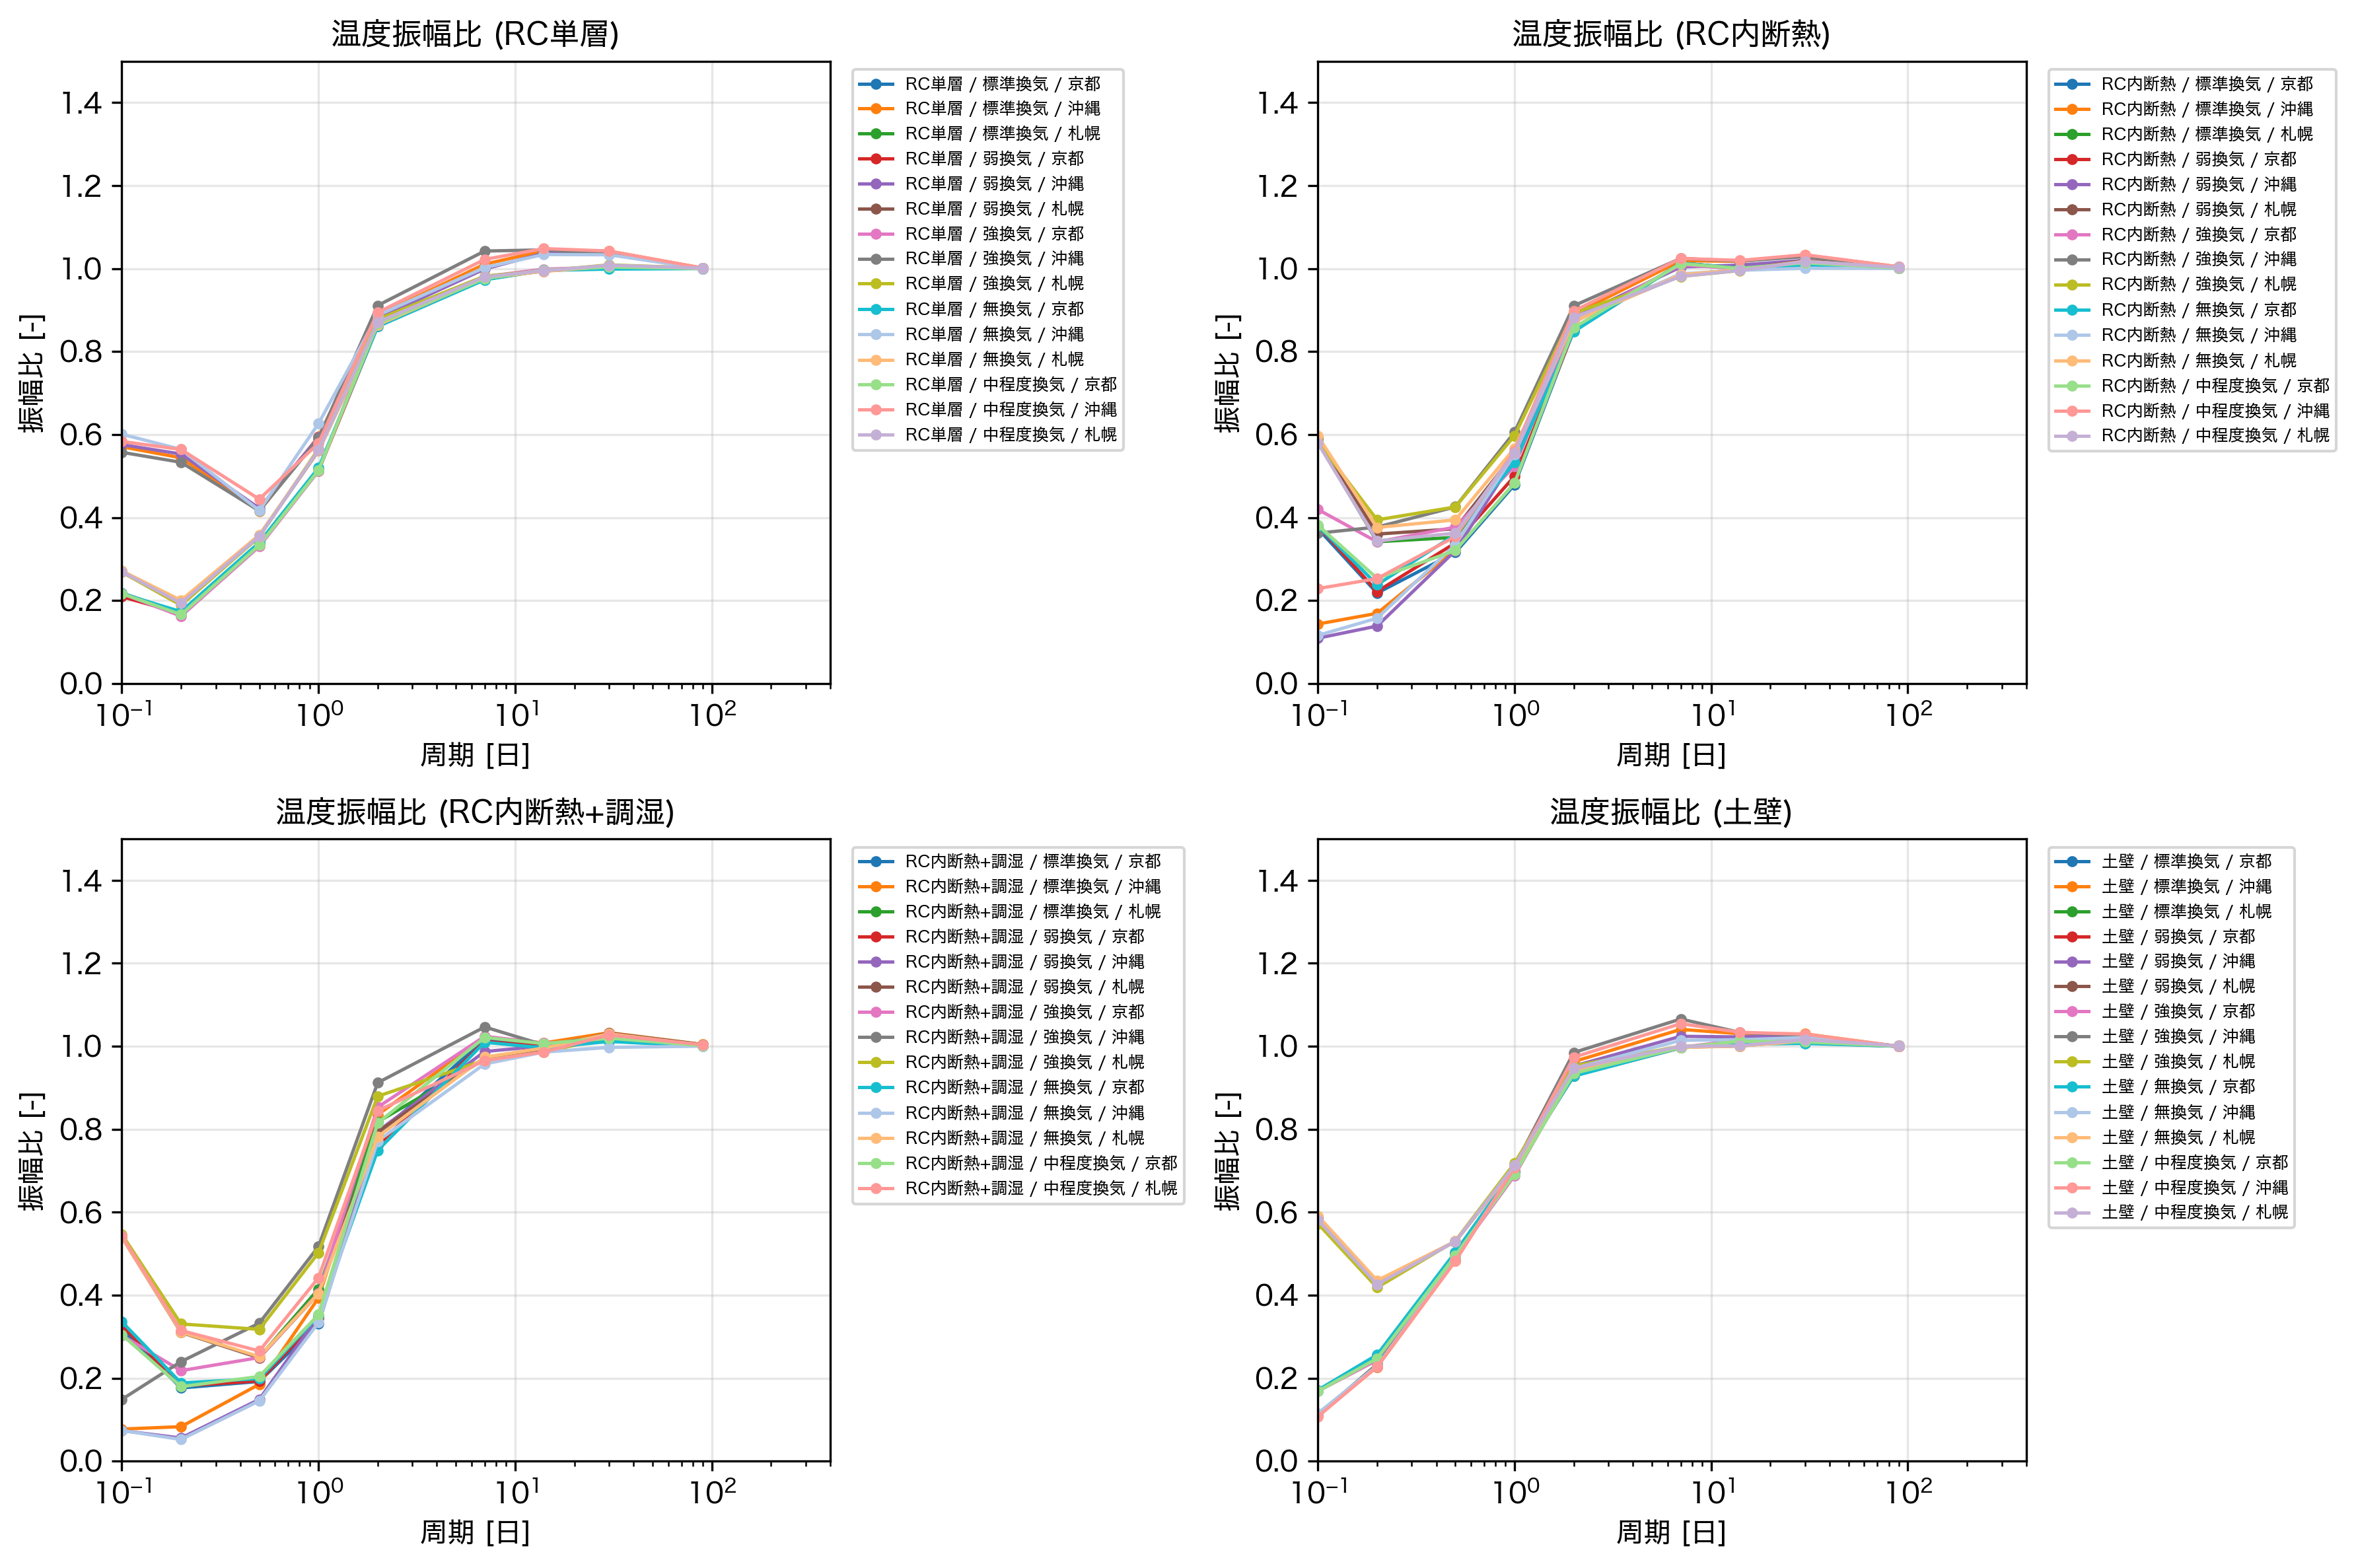 温度振幅比 (RC単層)
振幅比 [-]
1.4
1.2
1.0
0.8
0.6
0.4
0.2
0.0
10⁻¹ 10⁰ 10¹ 10²
周期 [日]
RC単層 / 標準換気 / 京都
RC単層 / 標準換気 / 沖縄
RC単層 / 標準換気 / 札幌
RC単層 / 弱換気 / 京都
RC単層 / 弱換気 / 沖縄
RC単層 / 弱換気 / 札幌
RC単層 / 強換気 / 京都
RC単層 / 強換気 / 沖縄
RC単層 / 強換気 / 札幌
RC単層 / 無換気 / 京都
RC単層 / 無換気 / 沖縄
RC単層 / 無換気 / 札幌
RC単層 / 中程度換気 / 京都
RC単層 / 中程度換気 / 沖縄
RC単層 / 中程度換気 / 札幌
温度振幅比 (RC内断熱)
振幅比 [-]
1.4
1.2
1.0
0.8
0.6
0.4
0.2
0.0
10⁻¹ 10⁰ 10¹ 10²
周期 [日]
RC内断熱 / 標準換気 / 京都
RC内断熱 / 標準換気 / 沖縄
RC内断熱 / 標準換気 / 札幌
RC内断熱 / 弱換気 / 京都
RC内断熱 / 弱換気 / 沖縄
RC内断熱 / 弱換気 / 札幌
RC内断熱 / 強換気 / 京都
RC内断熱 / 強換気 / 沖縄
RC内断熱 / 強換気 / 札幌
RC内断熱 / 無換気 / 京都
RC内断熱 / 無換気 / 沖縄
RC内断熱 / 無換気 / 札幌
RC内断熱 / 中程度換気 / 京都
RC内断熱 / 中程度換気 / 沖縄
RC内断熱 / 中程度換気 / 札幌
温度振幅比 (RC内断熱+調湿)
振幅比 [-]
1.4
1.2
1.0
0.8
0.6
0.4
0.2
0.0
10⁻¹ 10⁰ 10¹ 10²
周期 [日]
RC内断熱+調湿 / 標準換気 / 京都
RC内断熱+調湿 / 標準換気 / 沖縄
RC内断熱+調湿 / 標準換気 / 札幌
RC内断熱+調湿 / 弱換気 / 京都
RC内断熱+調湿 / 弱換気 / 沖縄
RC内断熱+調湿 / 弱換気 / 札幌
RC内断熱+調湿 / 強換気 / 京都
RC内断熱+調湿 / 強換気 / 沖縄
RC内断熱+調湿 / 強換気 / 札幌
RC内断熱+調湿 / 無換気 / 京都
RC内断熱+調湿 / 無換気 / 沖縄
RC内断熱+調湿 / 無換気 / 札幌
RC内断熱+調湿 / 中程度換気 / 京都
RC内断熱+調湿 / 中程度換気 / 札幌
温度振幅比 (土壁)
振幅比 [-]
1.4
1.2
1.0
0.8
0.6
0.4
0.2
0.0
10⁻¹ 10⁰ 10¹ 10²
周期 [日]
土壁 / 標準換気 / 京都
土壁 / 標準換気 / 沖縄
土壁 / 標準換気 / 札幌
土壁 / 弱換気 / 京都
土壁 / 弱換気 / 沖縄
土壁 / 弱換気 / 札幌
土壁 / 強換気 / 京都
土壁 / 強換気 / 沖縄
土壁 / 強換気 / 札幌
土壁 / 無換気 / 京都
土壁 / 無換気 / 沖縄
土壁 / 無換気 / 札幌
土壁 / 中程度換気 / 京都
土壁 / 中程度換気 / 沖縄
土壁 / 中程度換気 / 札幌